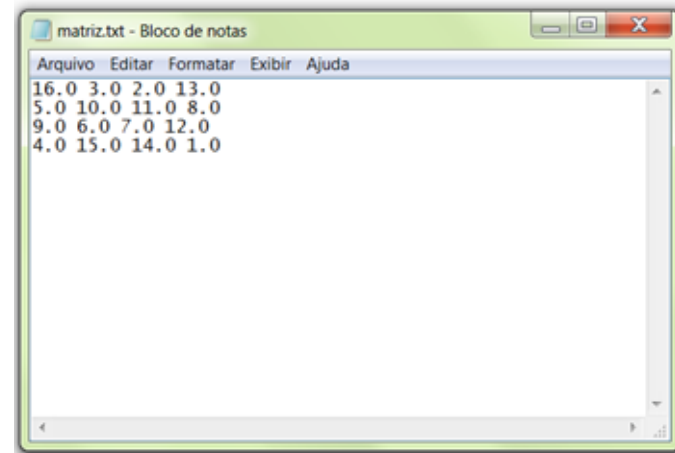 matriz.txt - Bloco de notas
Arquivo Editar Formatar Exibir Ajuda
16.0 3.0 2.0 13.0
5.0 10.0 11.0 8.0
9.0 6.0 7.0 12.0
4.0 15.0 14.0 1.0